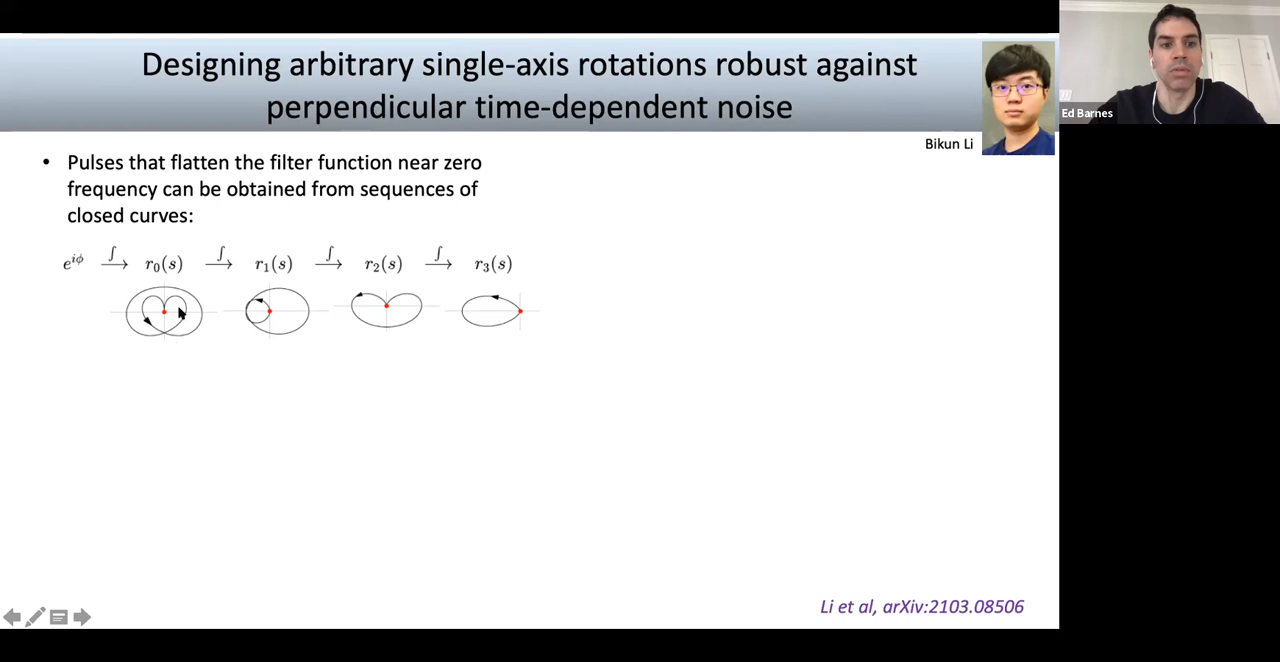 Designing arbitrary single-axis rotations robust against
perpendicular time-dependent noise
Ed Barnes
Bikun Li
• Pulses that flatten the filter function near zero
frequency can be obtained from sequences of
closed curves:
e^{iϕ} ∫⟶ r₀(s) ∫⟶ r₁(s) ∫⟶ r₂(s) ∫⟶ r₃(s)
Li et al, arXiv:2103.08506